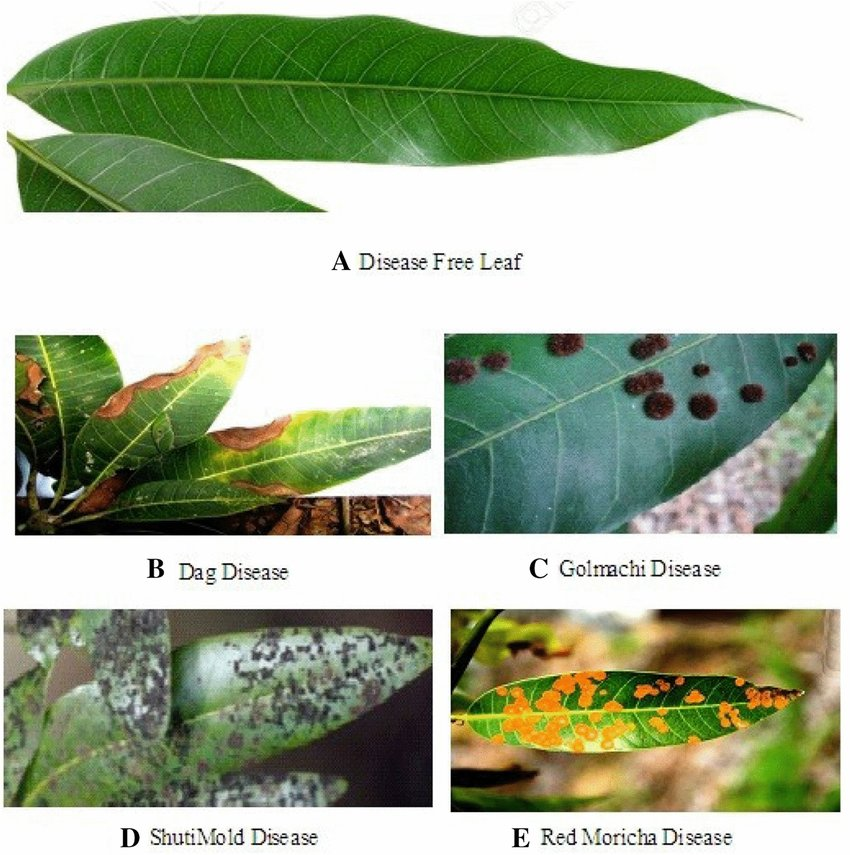 A Disease Free Leaf
B Dag Disease
C Golmachi Disease
D ShutiMold Disease
E Red Moricha Disease